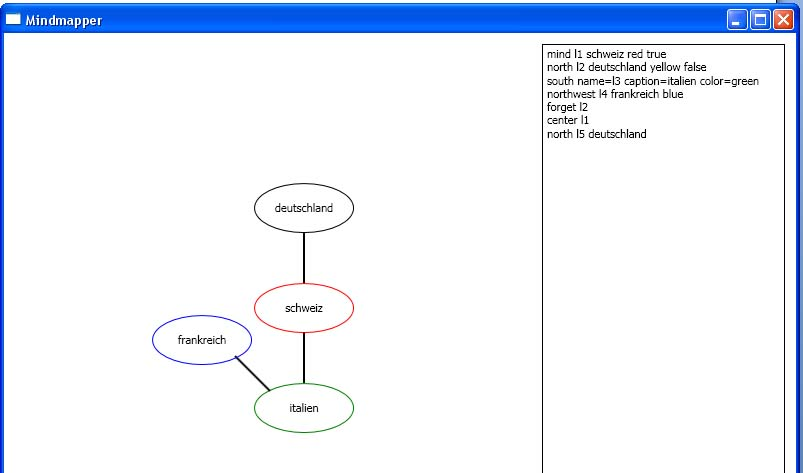 Mindmapper
mind l1 schweiz red true
north l2 deutschland yellow false
south name=l3 caption=italien color=green
northwest l4 frankreich blue
forget l2
center l1
north l5 deutschland
deutschland
schweiz
frankreich
italien